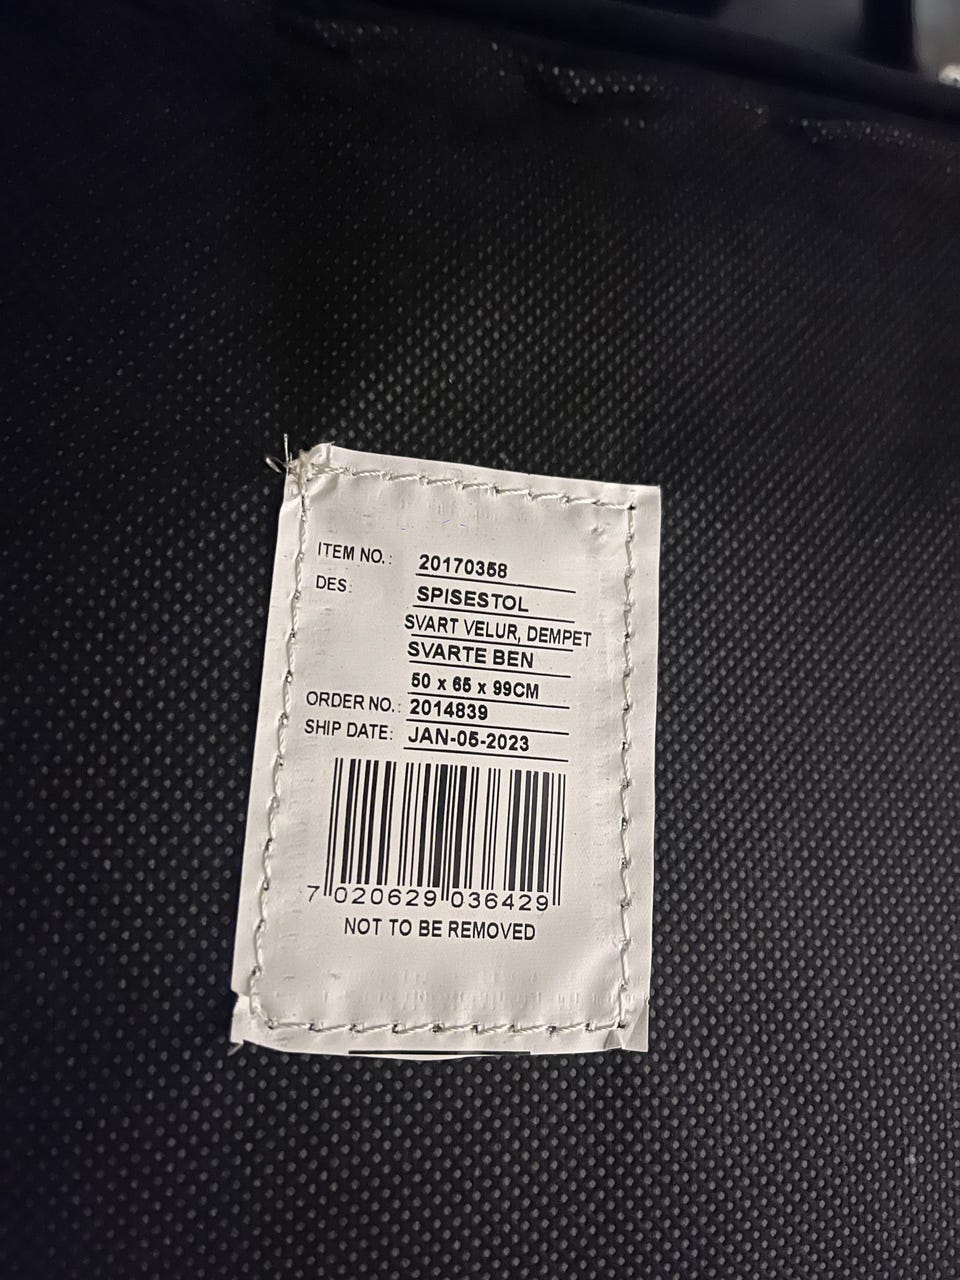 ITEM NO.: 20170358
DES: SPISESTOL
SVART VELUR, DEMPET
SVARTE BEN
50 x 65 x 99CM
ORDER NO.: 2014839
SHIP DATE: JAN-05-2023
7 020629 036429
NOT TO BE REMOVED